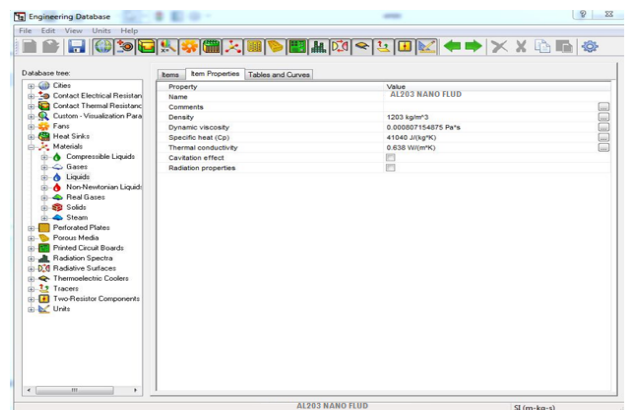 Engineering Database
File Edit View Units Help
Database tree:
Cities
Contact Electrical Resistan
Contact Thermal Resistanc
Custom - Visualization Para
Fans
Heat Sinks
Materials
Compressible Liquids
Gases
Liquids
Non-Newtonian Liquids
Real Gases
Solids
Steam
Perforated Plates
Porous Media
Printed Circuit Boards
Radiation Spectra
Radiative Surfaces
Thermoelectric Coolers
Tracers
Two-Resistor Components
Units
Items Item Properties Tables and Curves
Property Value
Name AL203 NANO FLUD
Comments
Density 1203 kg/m^3
Dynamic viscosity 0.000807154875 Pa*s
Specific heat (Cp) 41040 J/(kg*K)
Thermal conductivity 0.638 W/(m*K)
Cavitation effect
Radiation properties
AL203 NANO FLUD SI (m-kg-s)